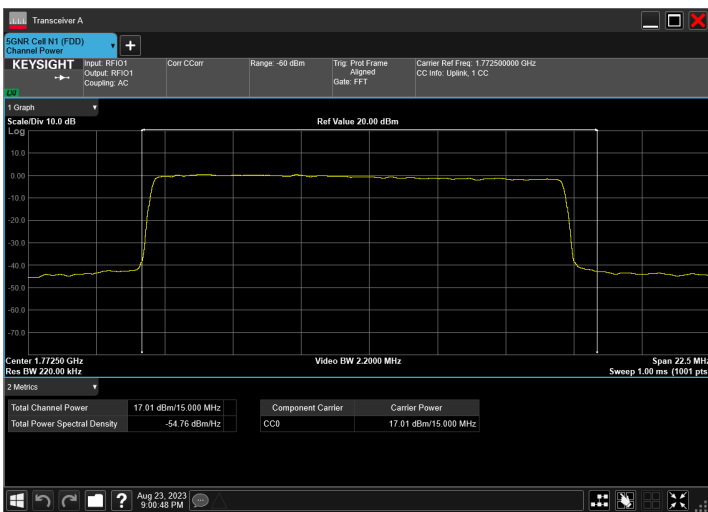 Transceiver A
5GNR Cell N1 (FDD)
Channel Power
+
KEYSIGHT
LXI
Input: RFIO1
Output: RFIO1
Coupling: AC
Corr CCorr
Range: -60 dBm
Trig: Prot Frame
Aligned
Gate: FFT
Carrier Ref Freq: 1.772500000 GHz
CC Info: Uplink, 1 CC
1 Graph
Scale/Div 10.0 dB
Ref Value 20.00 dBm
Log
10.0
0.00
-10.0
-20.0
-30.0
-40.0
-50.0
-60.0
-70.0
Center 1.77250 GHz
Video BW 2.2000 MHz
Span 22.5 MHz
Res BW 220.00 kHz
Sweep 1.00 ms (1001 pts
2 Metrics
Total Channel Power 17.01 dBm/15.000 MHz
Total Power Spectral Density -54.76 dBm/Hz
Component Carrier Carrier Power
CC0 17.01 dBm/15.000 MHz
?
Aug 23, 2023
9:00:48 PM